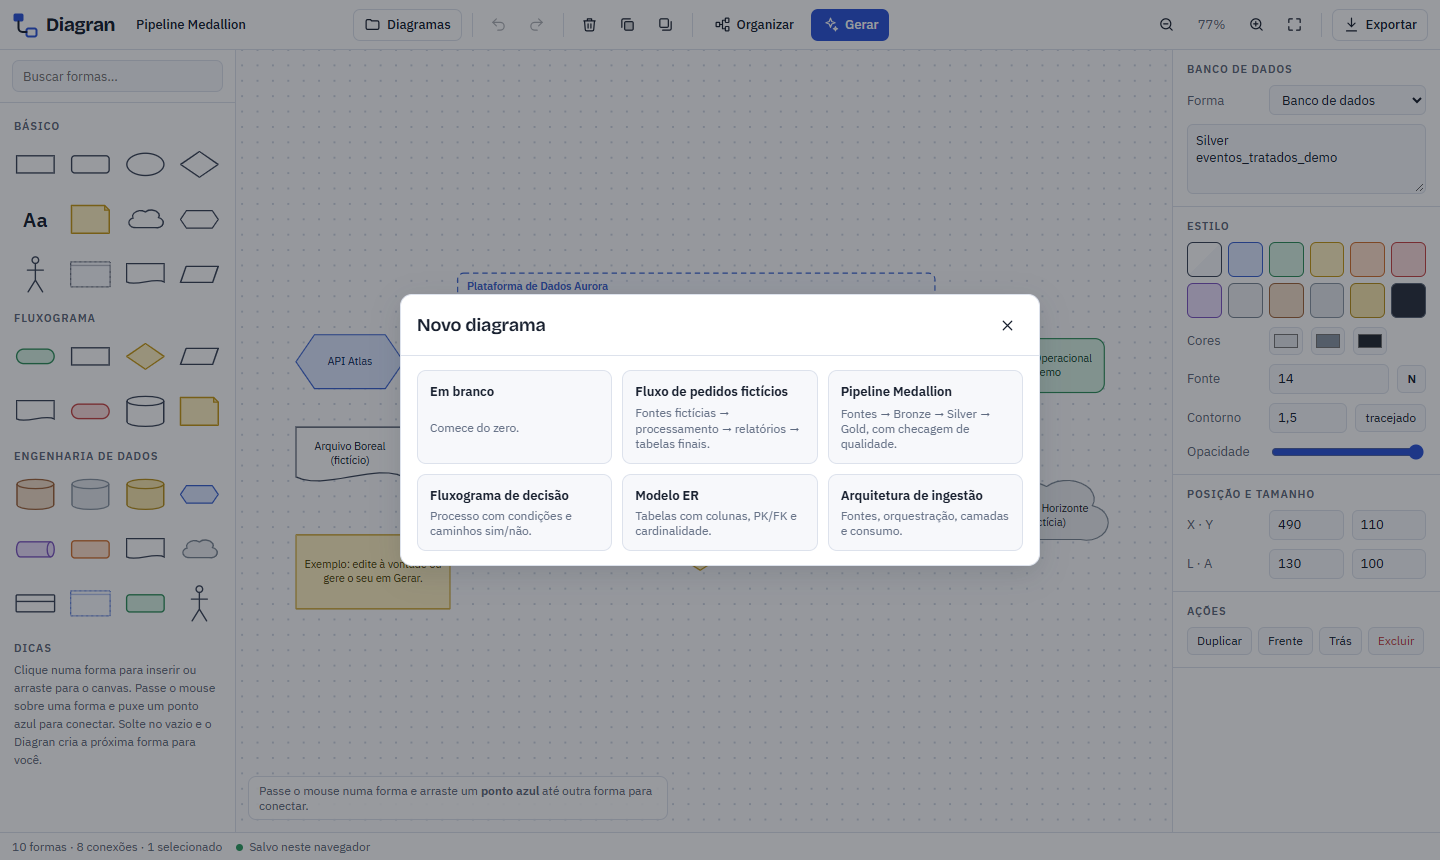 Diagran
Pipeline Medallion
Diagramas
Organizar
Gerar
77%
Exportar
Buscar formas...
BÁSICO
Aa
FLUXOGRAMA
ENGENHARIA DE DADOS
DICAS
Clique numa forma para inserir ou
arraste para o canvas. Passe o mouse
sobre uma forma e puxe um ponto
azul para conectar. Solte no vazio e o
Diagran cria a próxima forma para
você.
Plataforma de Dados Aurora
API Atlas
Arquivo Boreal
(fictício)
Exemplo: edite à vontade ou
gere o seu em Gerar.
Novo diagrama
Em branco
Comece do zero.
Fluxo de pedidos fictícios
Fontes fictícias →
processamento → relatórios →
tabelas finais.
Pipeline Medallion
Fontes → Bronze → Silver →
Gold, com checagem de
qualidade.
Fluxograma de decisão
Processo com condições e
caminhos sim/não.
Modelo ER
Tabelas com colunas, PK/FK e
cardinalidade.
Arquitetura de ingestão
Fontes, orquestração, camadas
e consumo.
Horizonte
Passe o mouse numa forma e arraste um ponto azul até outra forma para
conectar.
BANCO DE DADOS
Forma
Banco de dados
Silver
eventos_tratados_demo
ESTILO
Cores
Fonte
14
N
Contorno
1,5
tracejado
Opacidade
POSIÇÃO E TAMANHO
X · Y
490
110
L · A
130
100
AÇÕES
Duplicar
Frente
Trás
Excluir
10 formas · 8 conexões · 1 selecionado
Salvo neste navegador